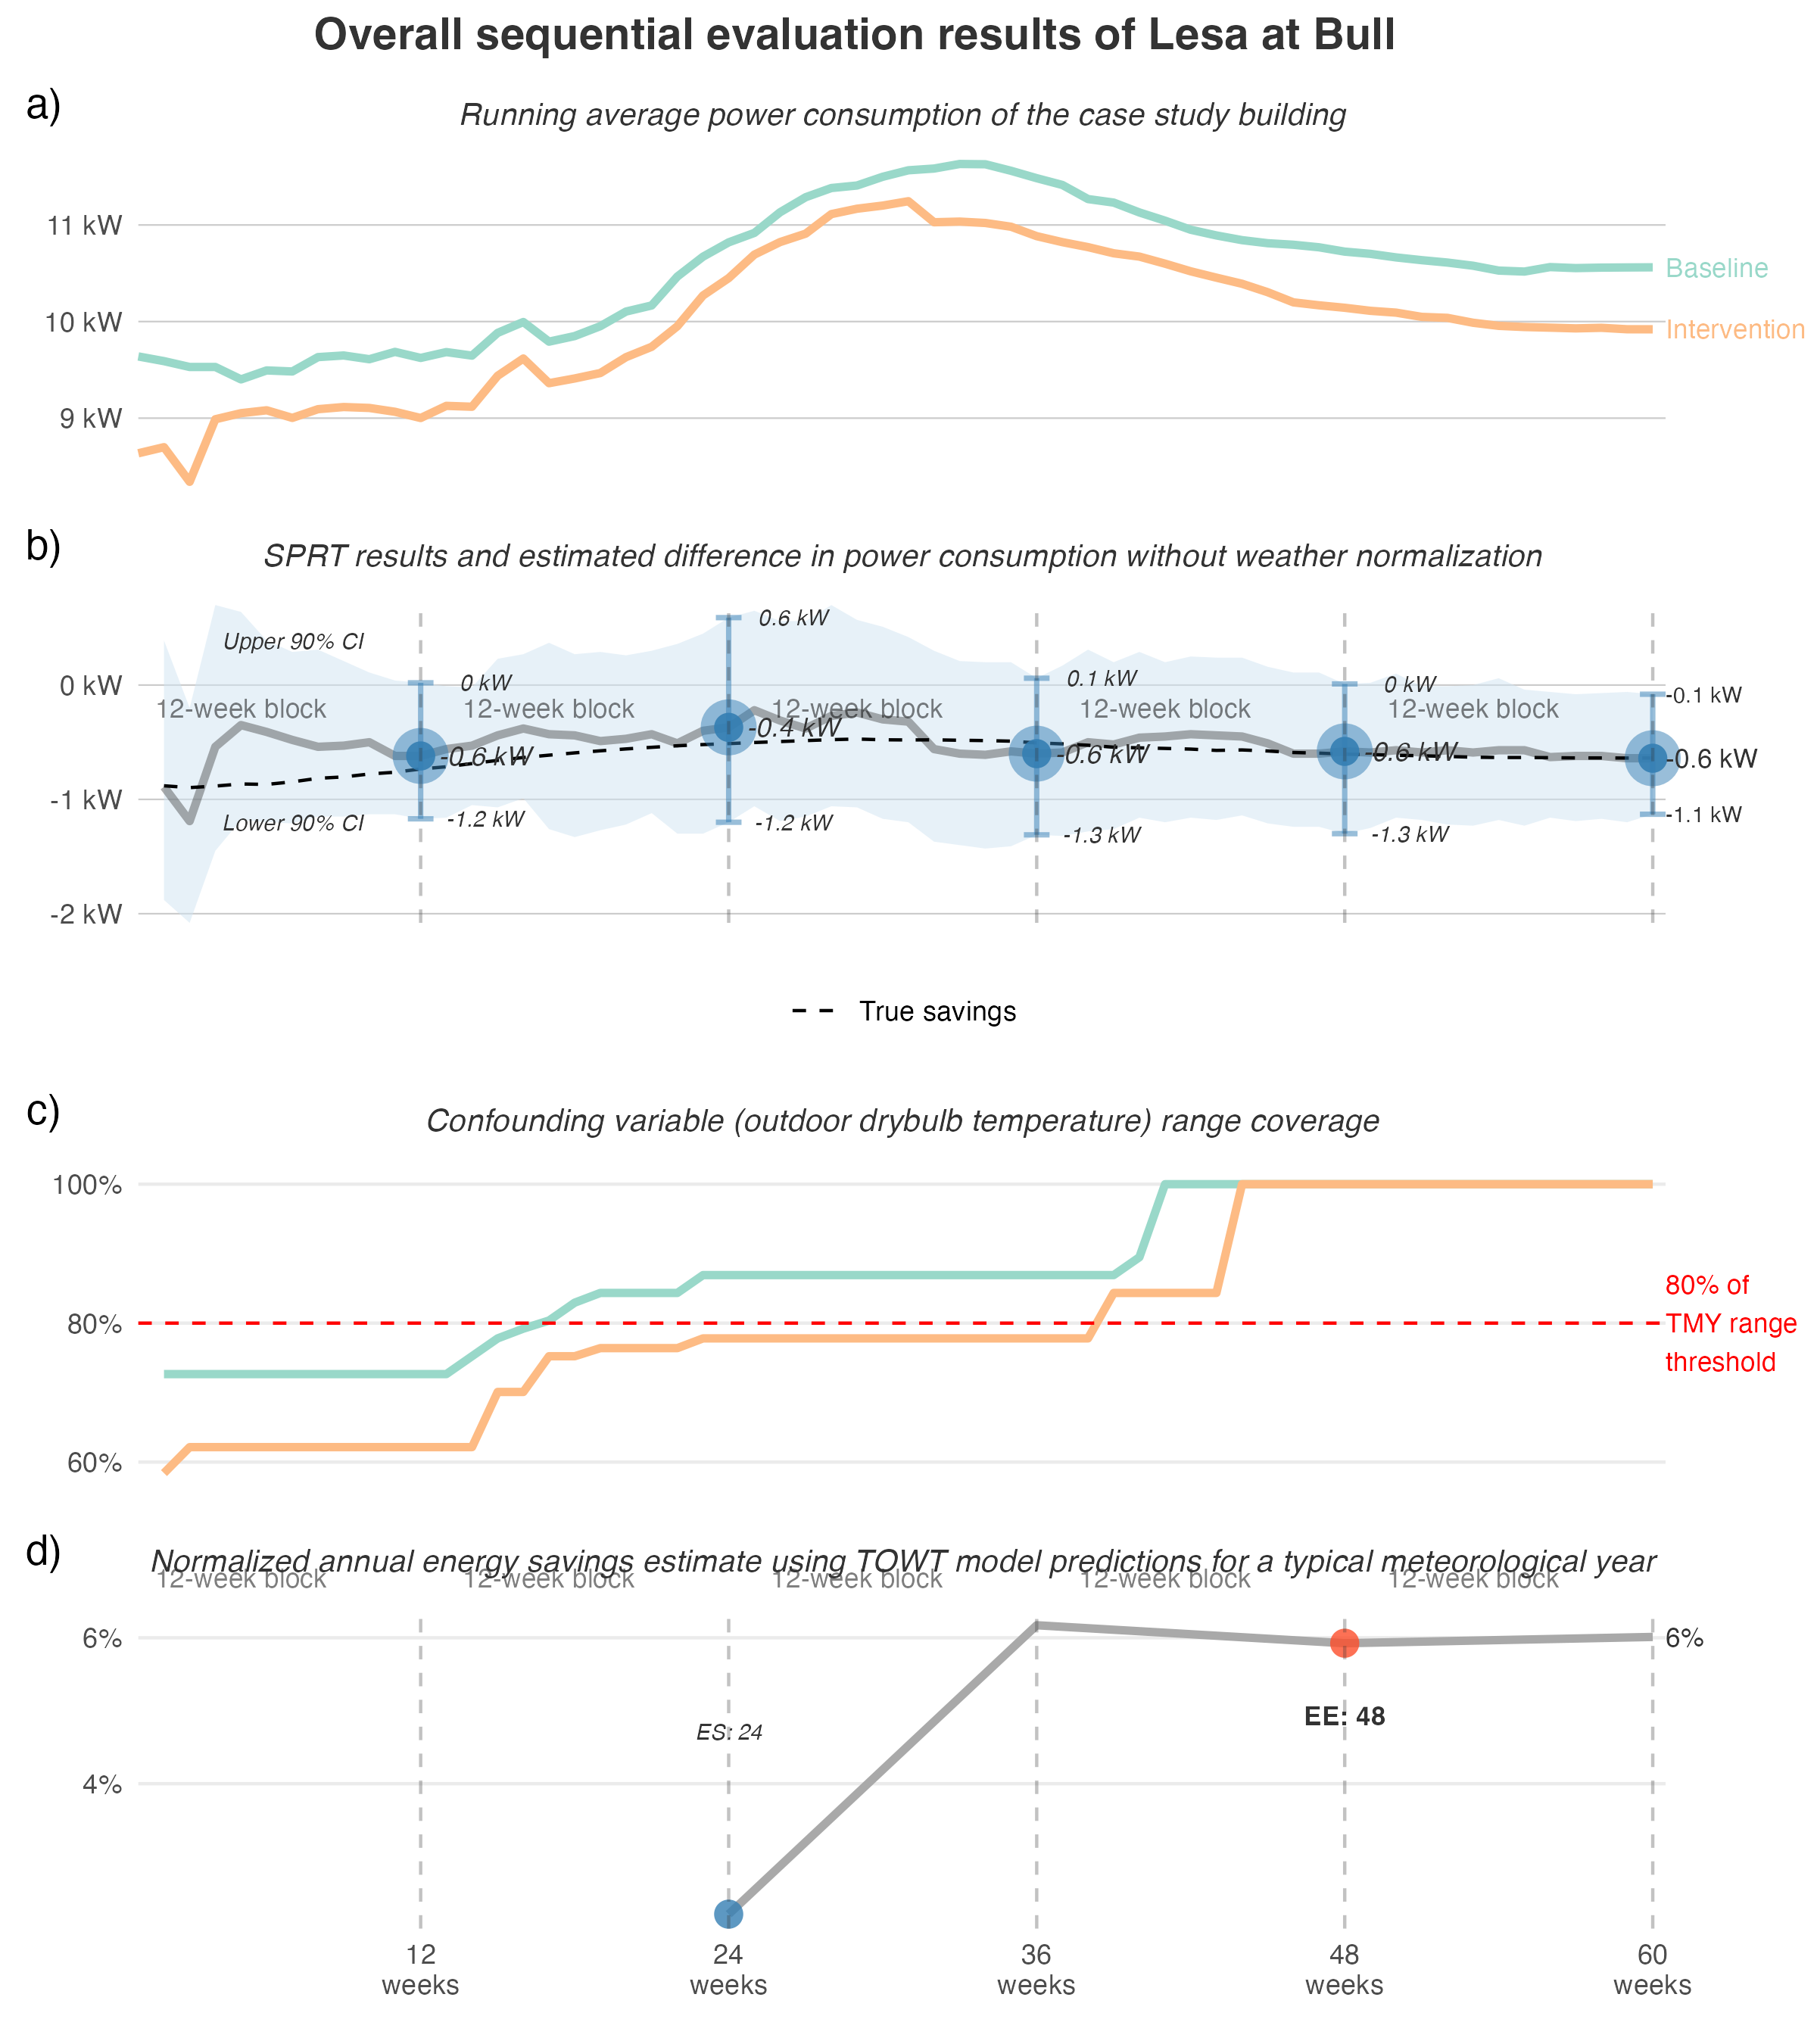 Overall sequential evaluation results of Lesa at Bull
a)
Running average power consumption of the case study building
11 kW
10 kW
9 kW
Baseline
Intervention
b)
SPRT results and estimated difference in power consumption without weather normalization
0 kW
-1 kW
-2 kW
Upper 90% CI
Lower 90% CI
12-week block
12-week block
12-week block
12-week block
12-week block
0 kW
0.6 kW
0.1 kW
0 kW
-0.1 kW
-0.6 kW
-0.4 kW
-0.6 kW
-0.6 kW
-0.6 kW
-1.2 kW
-1.2 kW
-1.3 kW
-1.3 kW
-1.1 kW
True savings
c)
Confounding variable (outdoor drybulb temperature) range coverage
100%
80%
60%
80% of
TMY range
threshold
d)
Normalized annual energy savings estimate using TOWT model predictions for a typical meteorological year
12-week block
12-week block
12-week block
12-week block
12-week block
6%
4%
ES: 24
EE: 48
6%
12
weeks
24
weeks
36
weeks
48
weeks
60
weeks